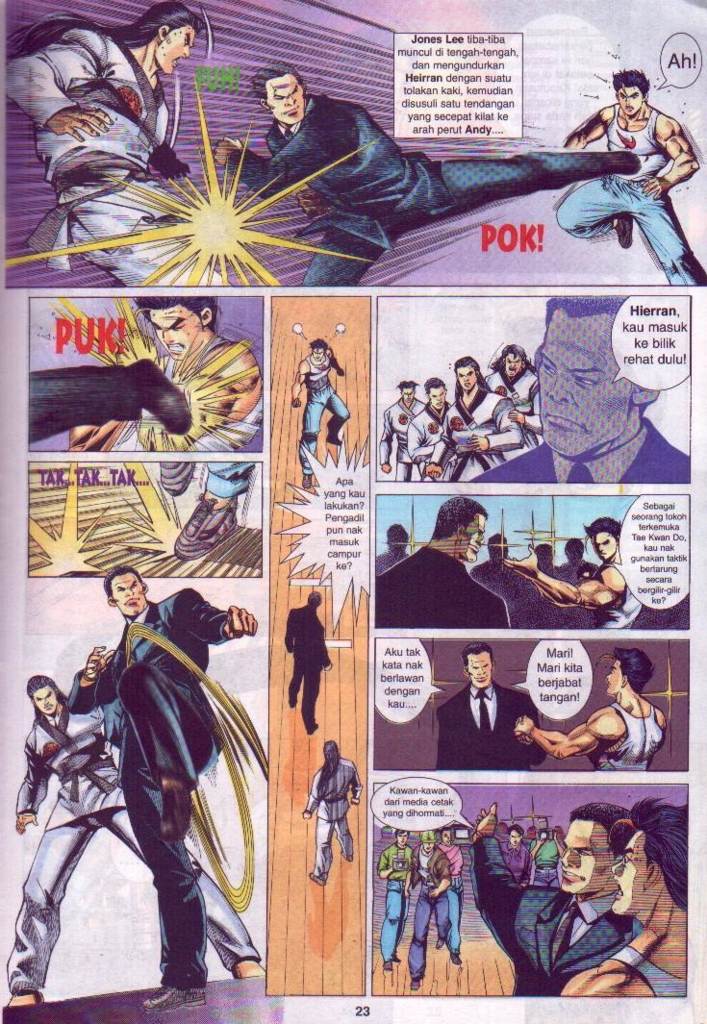 Jones Lee tiba-tiba
muncul di tengah-tengah,
dan mengundurkan
Heirran dengan suatu
tolakan kaki, kemudian
disusuli satu tendangan
yang secepat kilat ke
arah perut Andy....
Ah!
POK!
PUK!
TAK...TAK...TAK....
Apa
yang kau
lakukan?
Pengadil
pun nak
masuk
campur
ke?
Hierran,
kau masuk
ke bilik
rehat dulu!
Sebagai
seorang tokoh
terkemuka
Tae Kwan Do,
kau nak
gunakan taktik
bertarung
secara
bergilir-gilir
ke?
Aku tak
kata nak
berlawan
dengan
kau....
Mari!
Mari kita
berjabat
tangan!
Kawan-kawan
dari media cetak
yang dihormati....
23